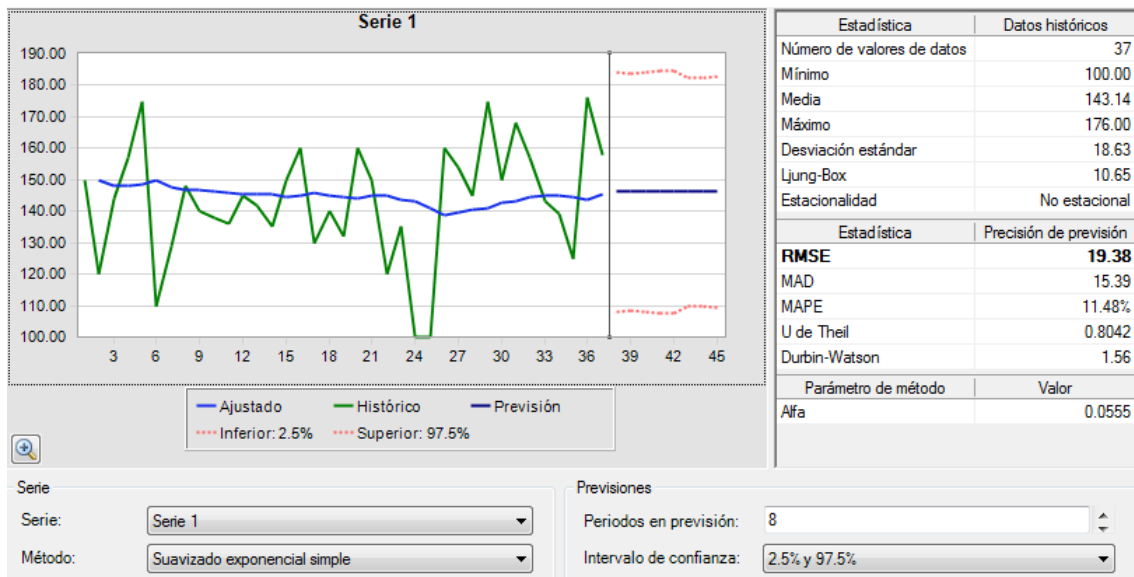 Serie 1
190.00
180.00
170.00
160.00
150.00
140.00
130.00
120.00
110.00
100.00
3 6 9 12 15 18 21 24 27 30 33 36 39 42 45
Ajustado Histórico Previsión
Inferior: 2.5% Superior: 97.5%
Estadística Datos históricos
Número de valores de datos 37
Mínimo 100.00
Media 143.14
Máximo 176.00
Desviación estándar 18.63
Ljung-Box 10.65
Estacionalidad No estacional
Estadística Precisión de previsión
RMSE 19.38
MAD 15.39
MAPE 11.48%
U de Theil 0.8042
Durbin-Watson 1.56
Parámetro de método Valor
Alfa 0.0555
Serie
Serie: Serie 1
Método: Suavizado exponencial simple
Previsiones
Periodos en previsión: 8
Intervalo de confianza: 2.5% y 97.5%